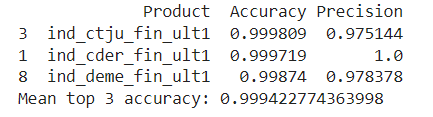 Product Accuracy Precision
3 ind_ctju_fin_ult1 0.999809 0.975144
1 ind_cder_fin_ult1 0.999719 1.0
8 ind_deme_fin_ult1 0.99874 0.978378
Mean top 3 accuracy: 0.999422774363998